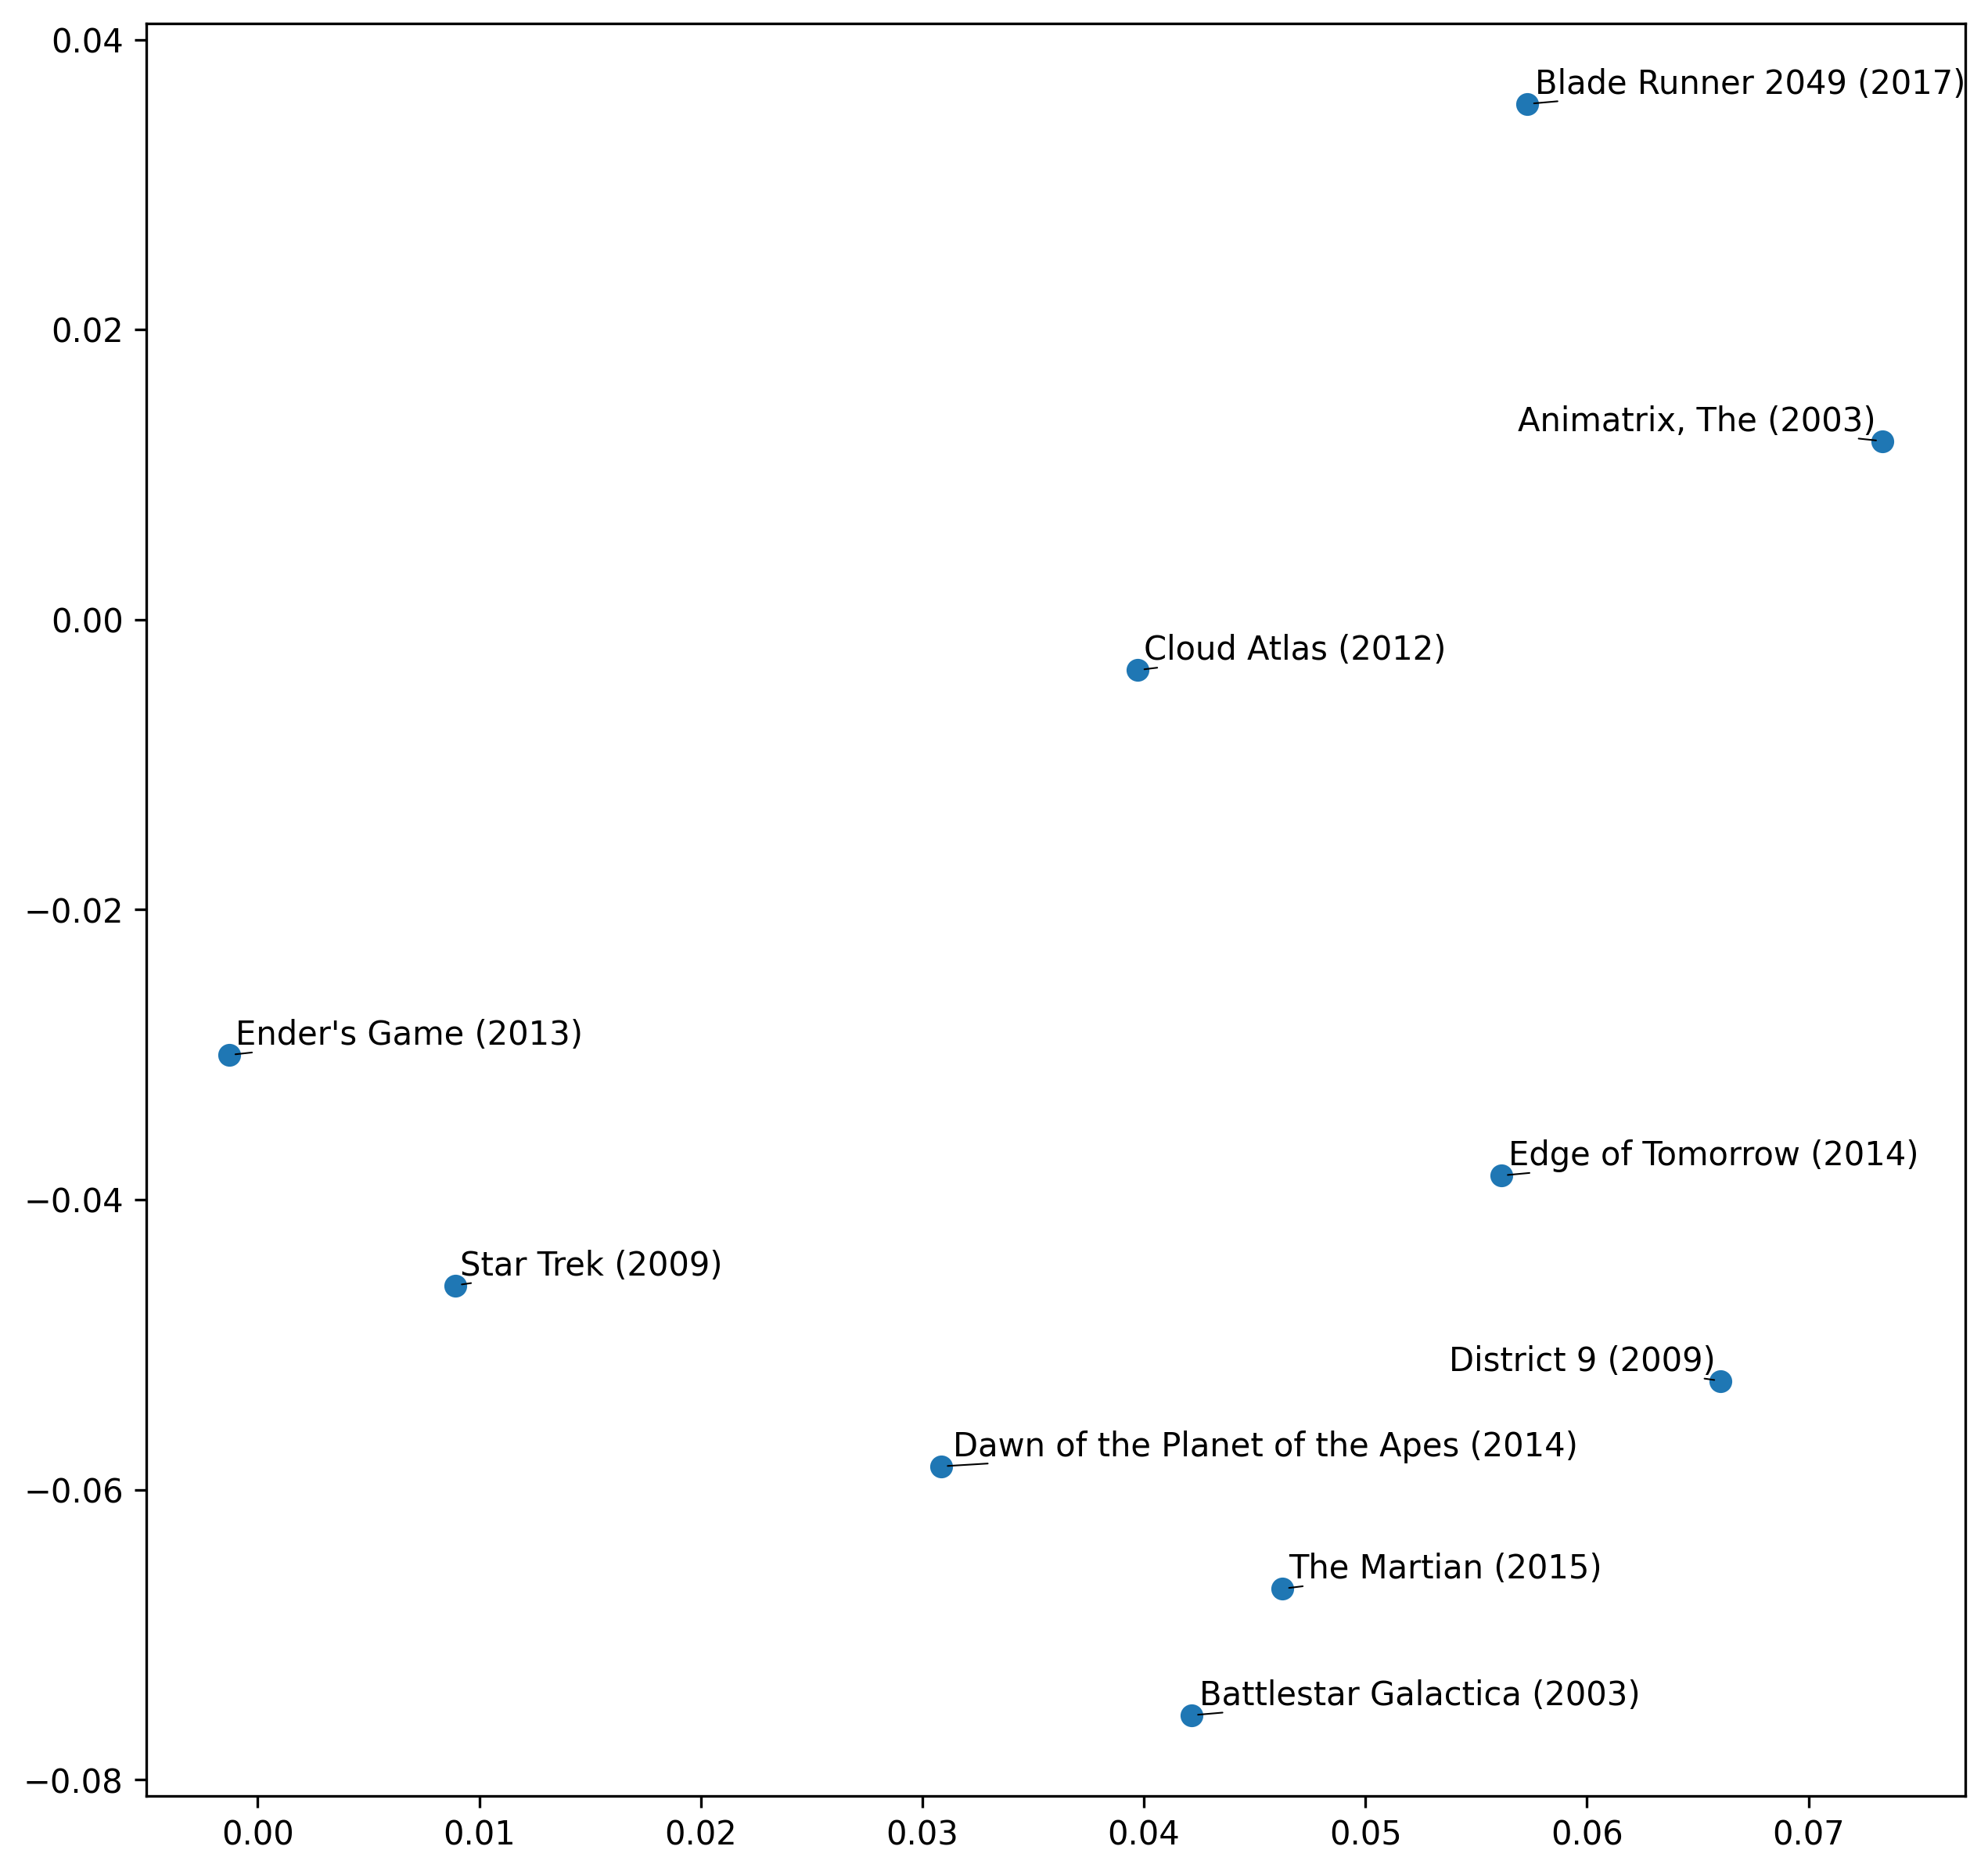 0.04
Blade Runner 2049 (2017)
0.02
Animatrix, The (2003)
0.00
Cloud Atlas (2012)
−0.02
Ender's Game (2013)
Edge of Tomorrow (2014)
−0.04
Star Trek (2009)
District 9 (2009)
Dawn of the Planet of the Apes (2014)
−0.06
The Martian (2015)
Battlestar Galactica (2003)
−0.08
0.00 0.01 0.02 0.03 0.04 0.05 0.06 0.07